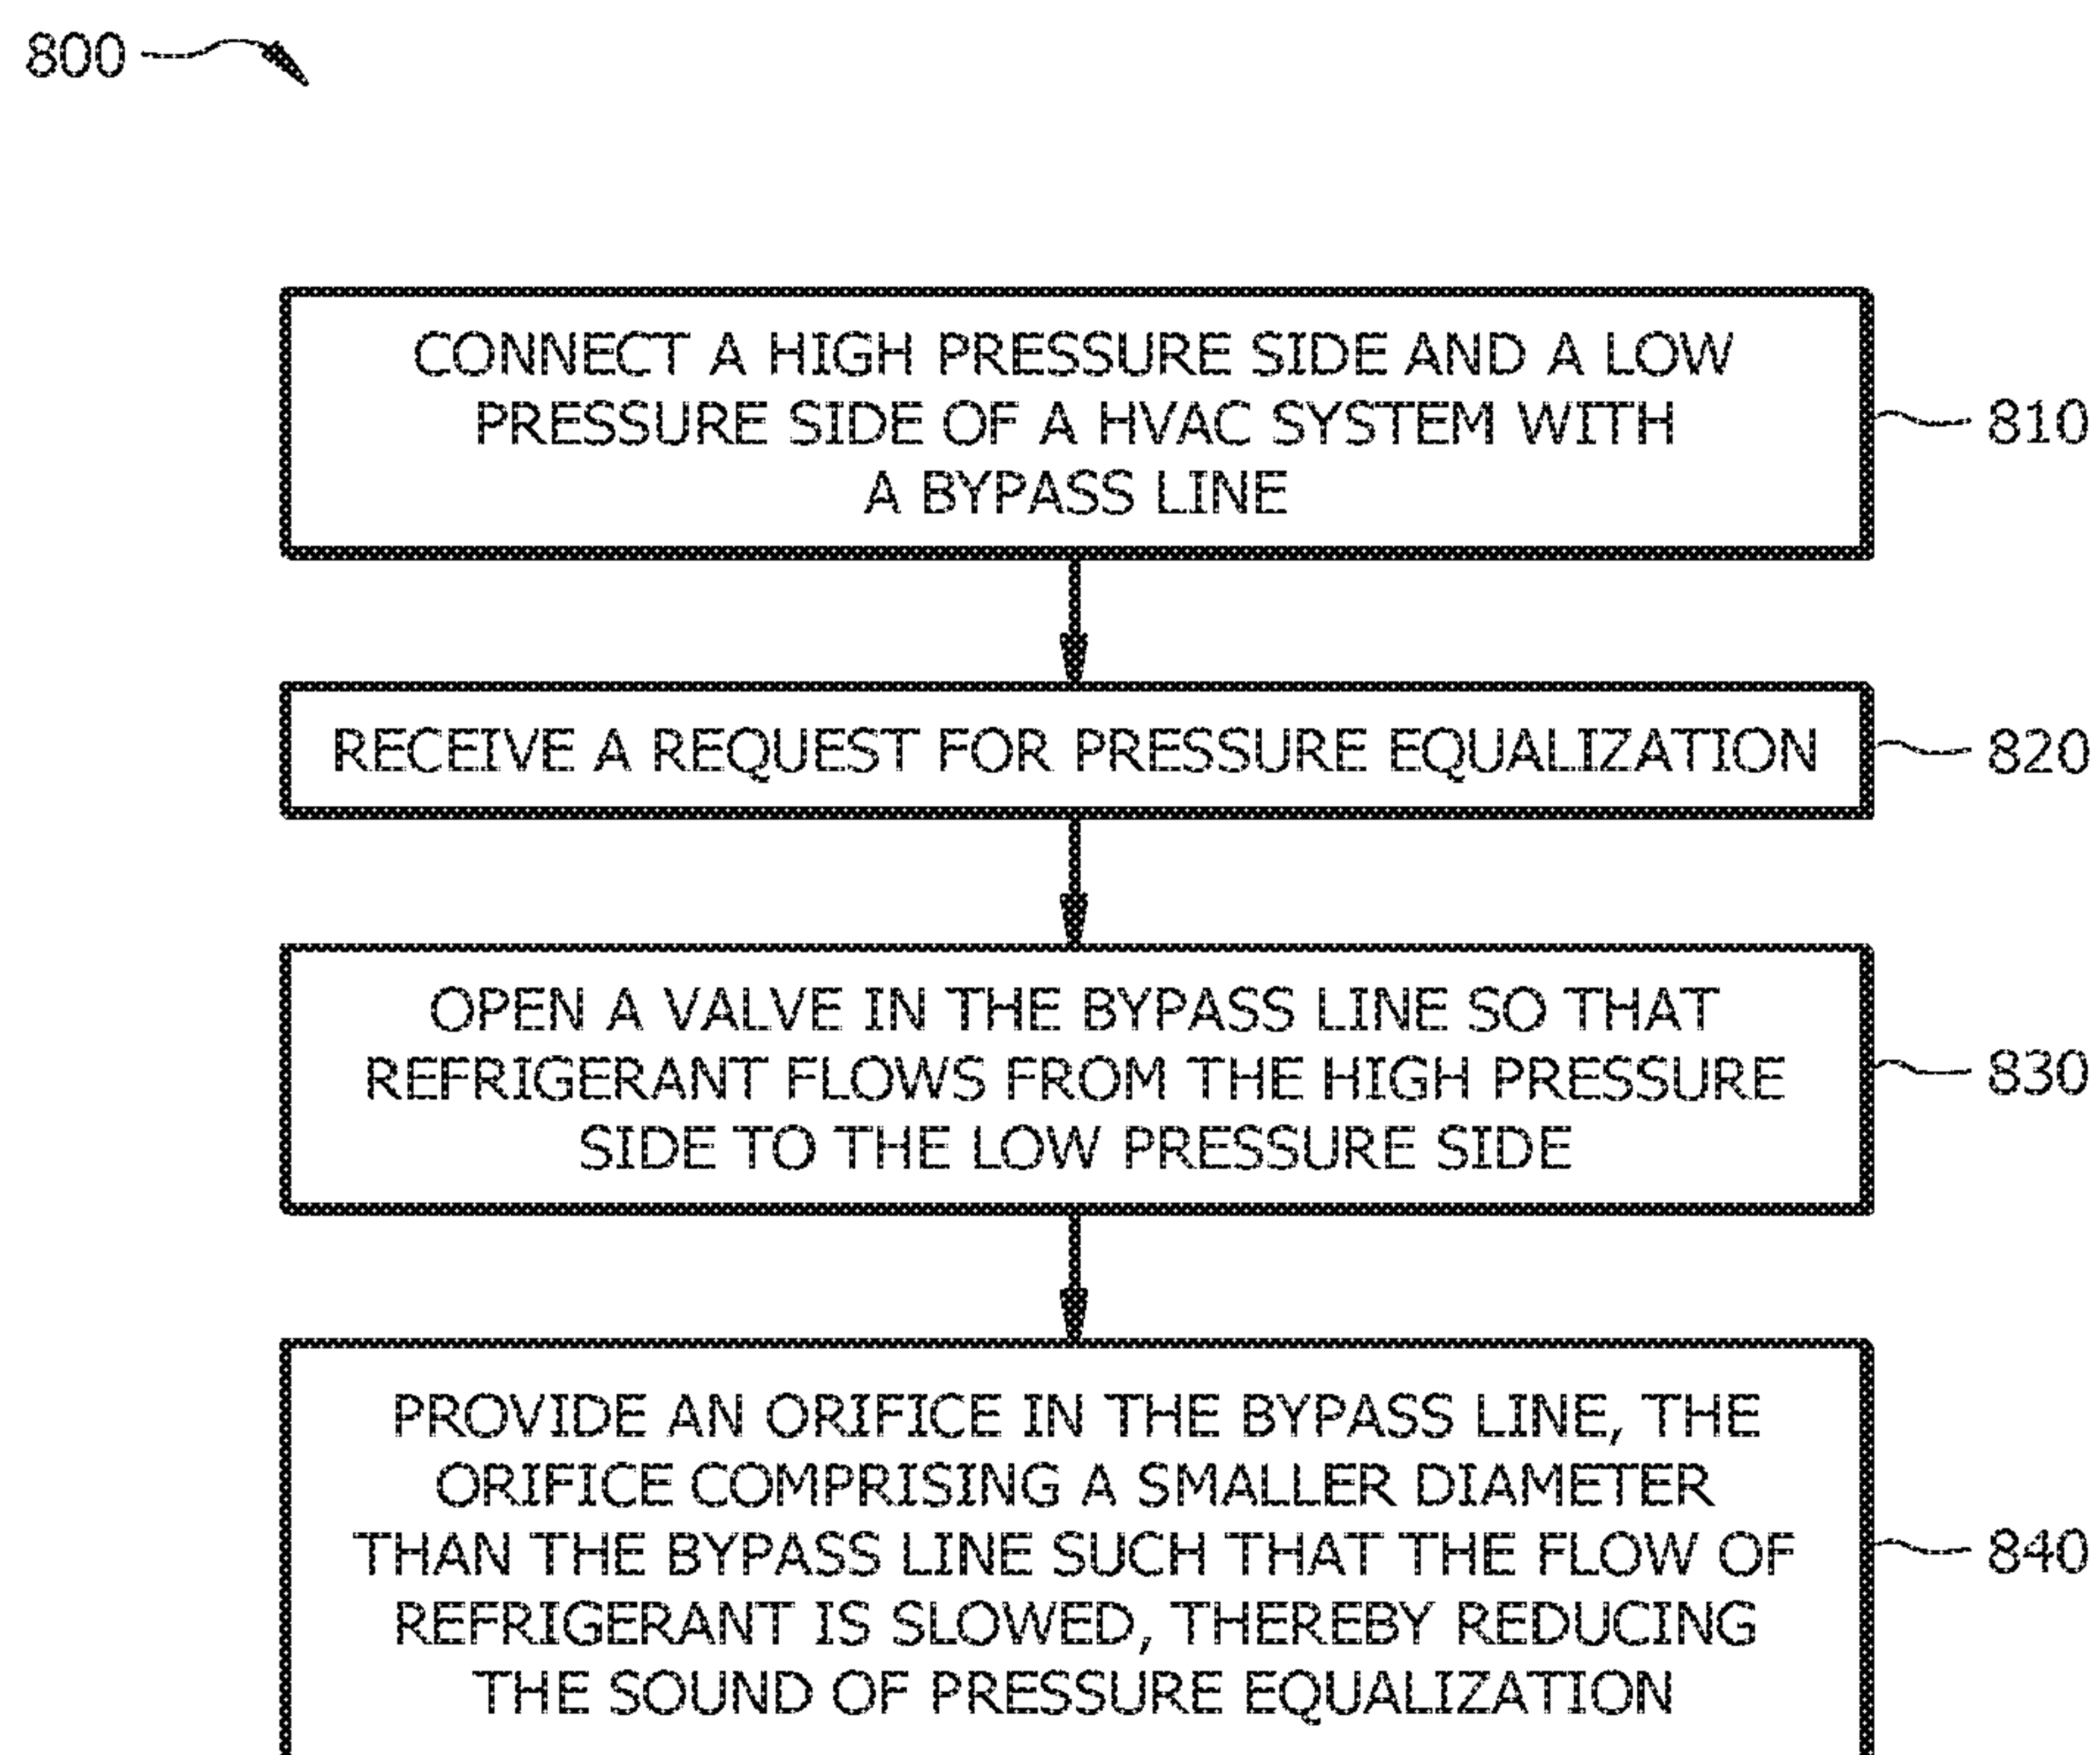 800
CONNECT A HIGH PRESSURE SIDE AND A LOW
PRESSURE SIDE OF A HVAC SYSTEM WITH
A BYPASS LINE
810
RECEIVE A REQUEST FOR PRESSURE EQUALIZATION
820
OPEN A VALVE IN THE BYPASS LINE SO THAT
REFRIGERANT FLOWS FROM THE HIGH PRESSURE
SIDE TO THE LOW PRESSURE SIDE
830
PROVIDE AN ORIFICE IN THE BYPASS LINE, THE
ORIFICE COMPRISING A SMALLER DIAMETER
THAN THE BYPASS LINE SUCH THAT THE FLOW OF
REFRIGERANT IS SLOWED, THEREBY REDUCING
THE SOUND OF PRESSURE EQUALIZATION
840